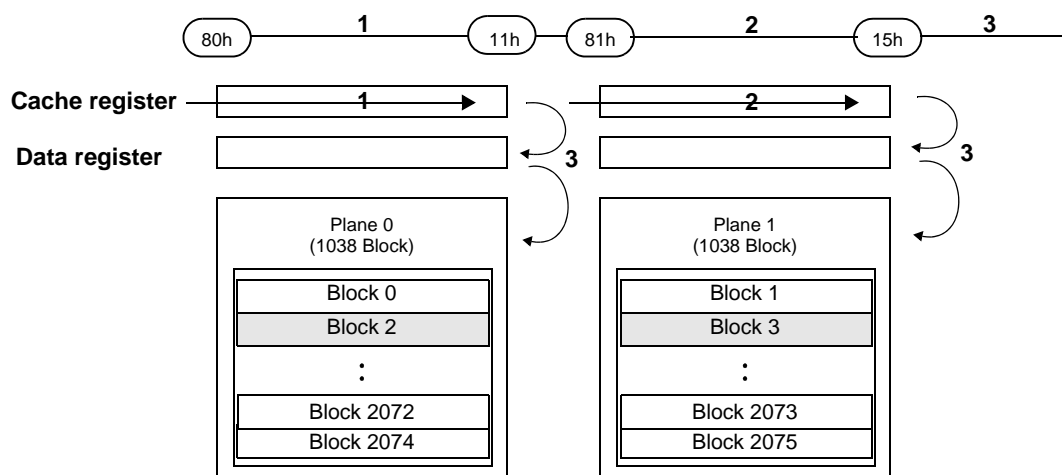 1 2 3
80h 11h 81h 15h
Cache register 1 2
Data register 3 3
Plane 0 Plane 1
(1038 Block) (1038 Block)
Block 0 Block 1
Block 2 Block 3
: :
Block 2072 Block 2073
Block 2074 Block 2075